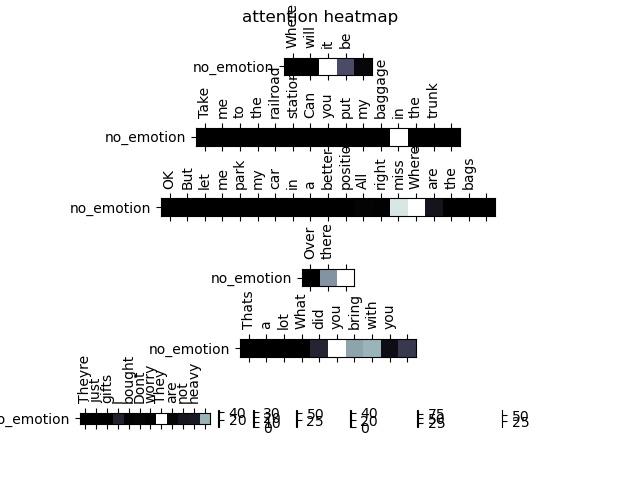 attention heatmap
Where will it be
no_emotion
Take me to the railroad station Can you put my baggage in the trunk
no_emotion
OK But let me park my car in a better positio All right miss Where are the bags
no_emotion
Over there
no_emotion
Thats a lot What did you bring with you
no_emotion
Theyre just gifts I bought Dont worry They are not heavy
no_emotion
40 30 50 40 75 50
20 20 25 20 50 25
10 25
0 0